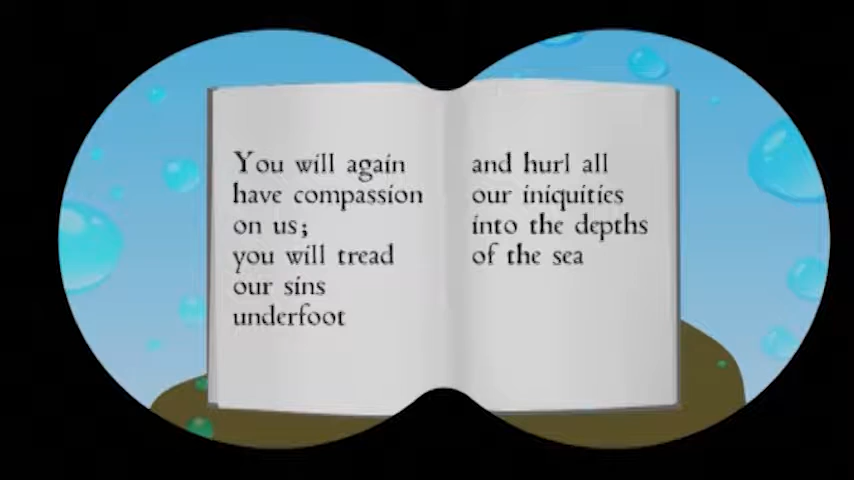 You will again
have compassion
on us;
you will tread
our sins
underfoot
and hurl all
our iniquities
into the depths
of the sea